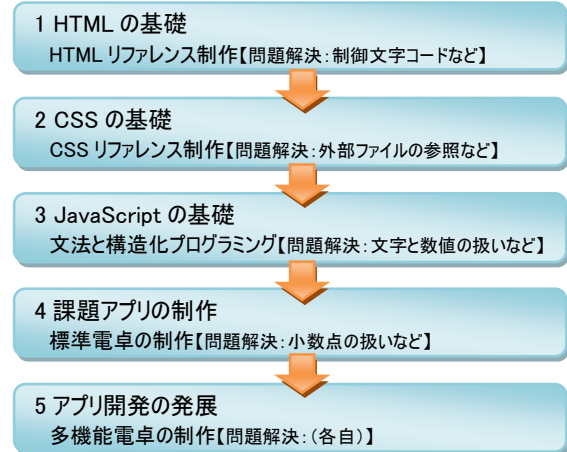 1 HTML の基礎
HTML リファレンス制作【問題解決：制御文字コードなど】
2 CSS の基礎
CSS リファレンス制作【問題解決：外部ファイルの参照など】
3 JavaScript の基礎
文法と構造化プログラミング【問題解決：文字と数値の扱いなど】
4 課題アプリの制作
標準電卓の制作【問題解決：小数点の扱いなど】
5 アプリ開発の発展
多機能電卓の制作【問題解決：（各自）】